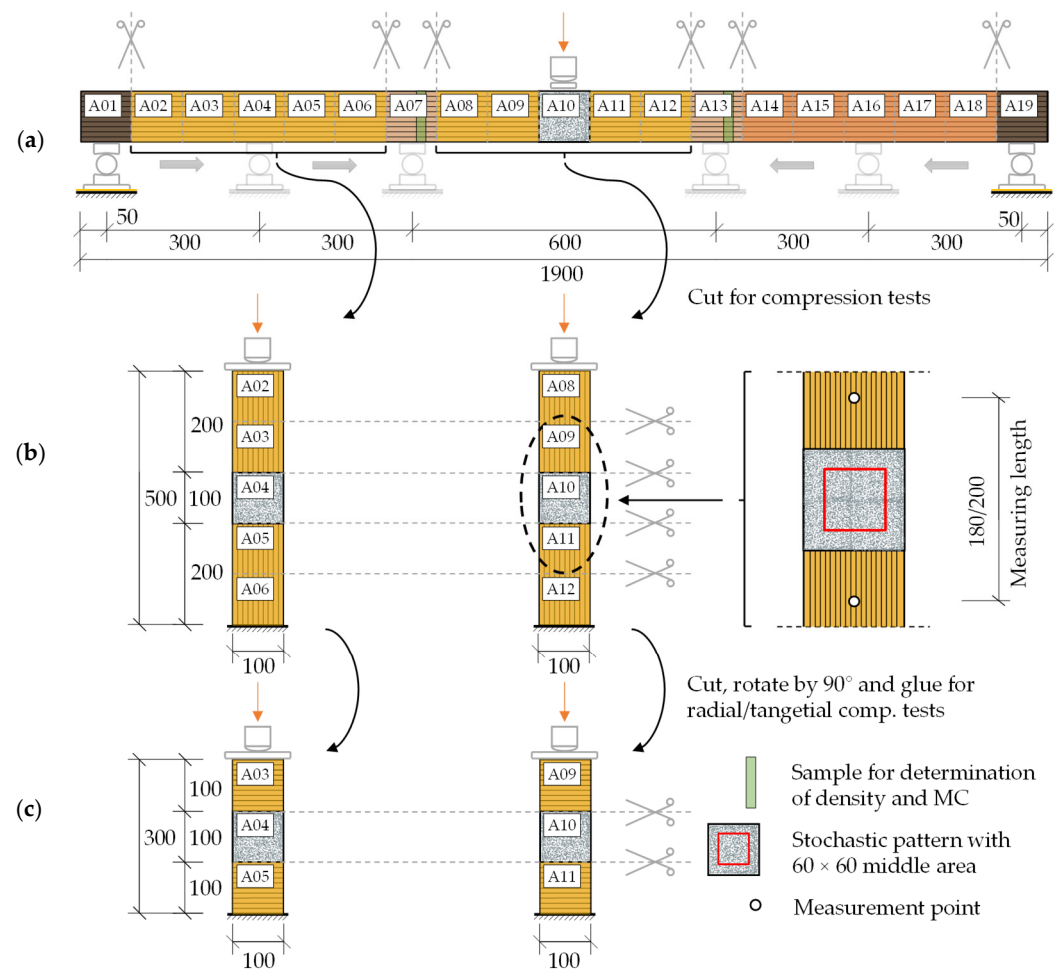 A01 A02 A03 A04 A05 A06 A07 A08 A09 A10 A11 A12 A13 A14 A15 A16 A17 A18 A19
(a)
50 50
300 300 600 300 300
1900
Cut for compression tests
A02 A08
200 A03 A09
(b)
500 100 A04 A10
A05 A11
200
A06 A12
180/200
Measuring length
100 100
Cut, rotate by 90° and glue for
radial/tangetial comp. tests
A03 A09
100
(c)
300 100 A04 A10
A05 A11
100
100 100
Sample for determination
of density and MC
Stochastic pattern with
60 × 60 middle area
Measurement point